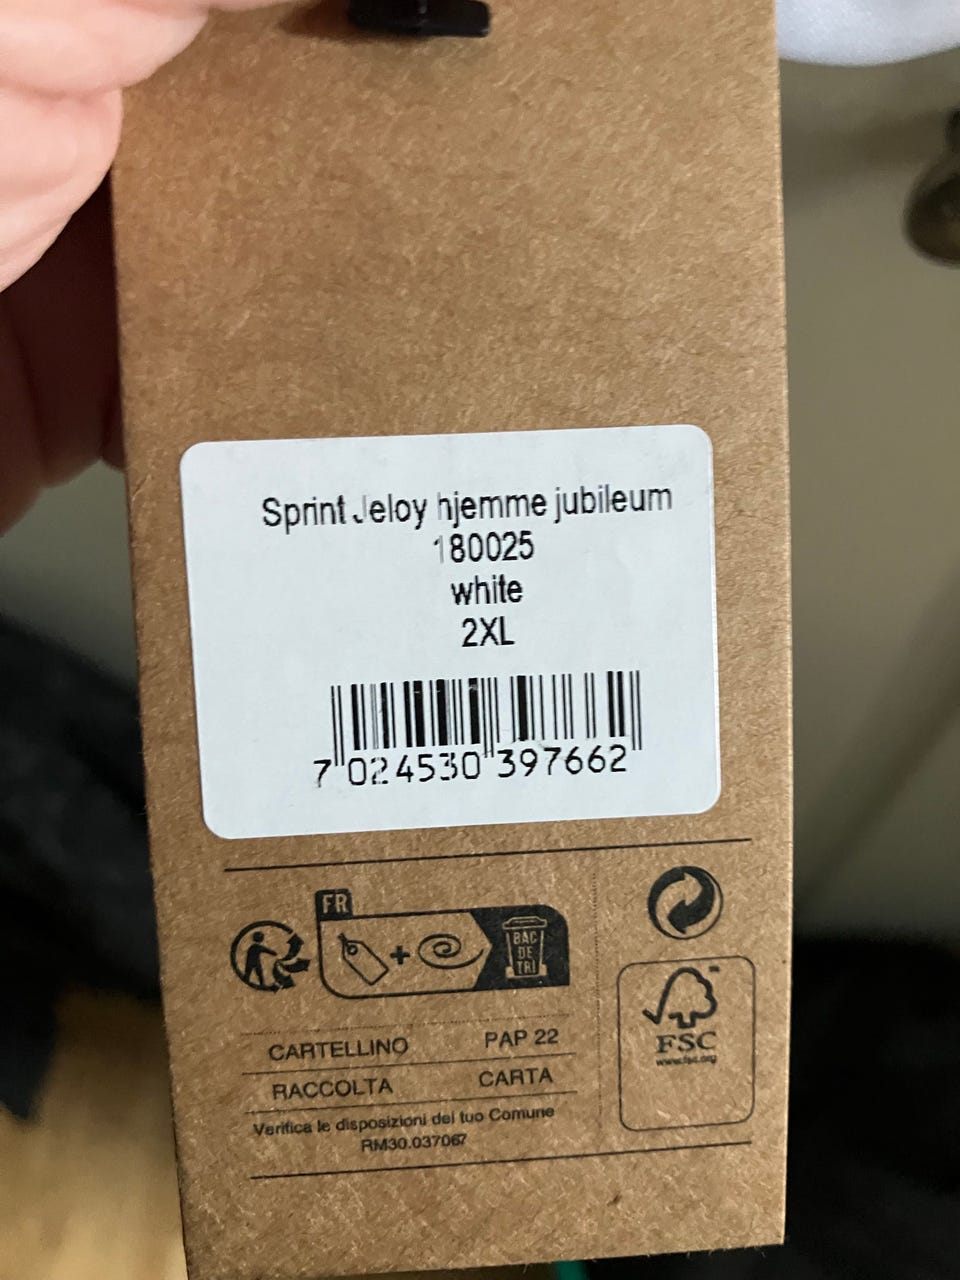 Sprint Jeloy hjemme jubileum
180025
white
2XL
7 024530 397662
FR
BAC
DE
TRI
CARTELLINO PAP 22
RACCOLTA CARTA
Verifica le disposizioni del tuo Comune
RM30.037067
FSC
www.fsc.org